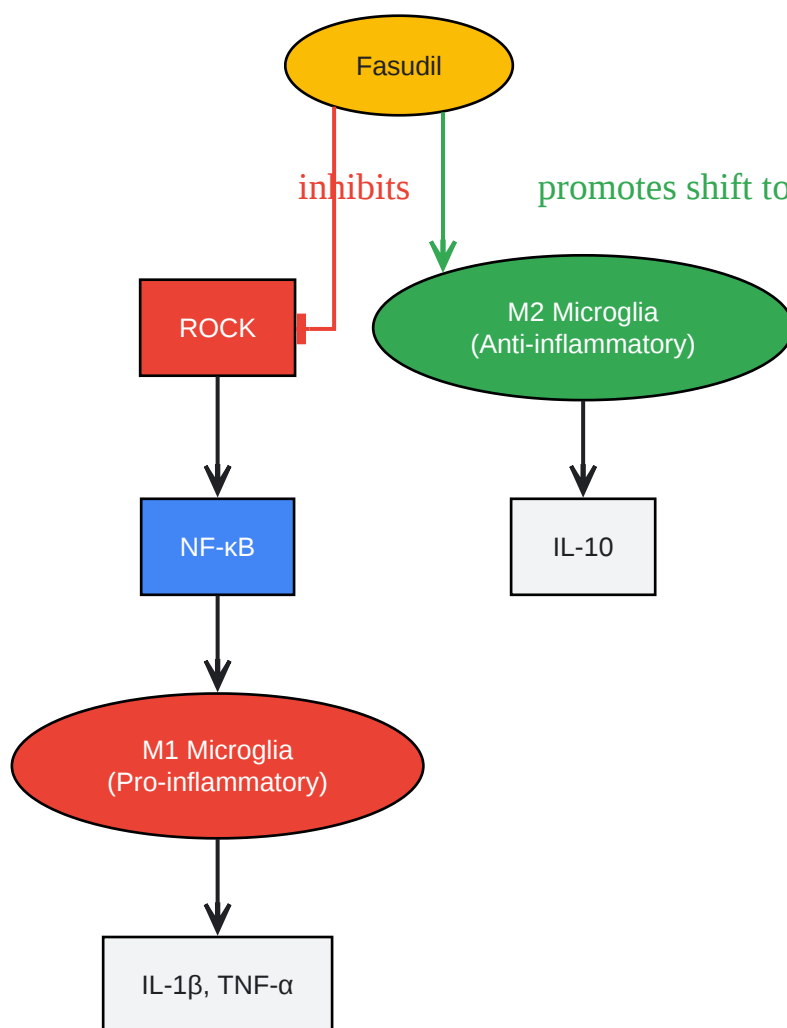 Fasudil
inhibits
promotes shift to
ROCK
M2 Microglia
(Anti-inflammatory)
NF-κB
IL-10
M1 Microglia
(Pro-inflammatory)
IL-1β, TNF-α